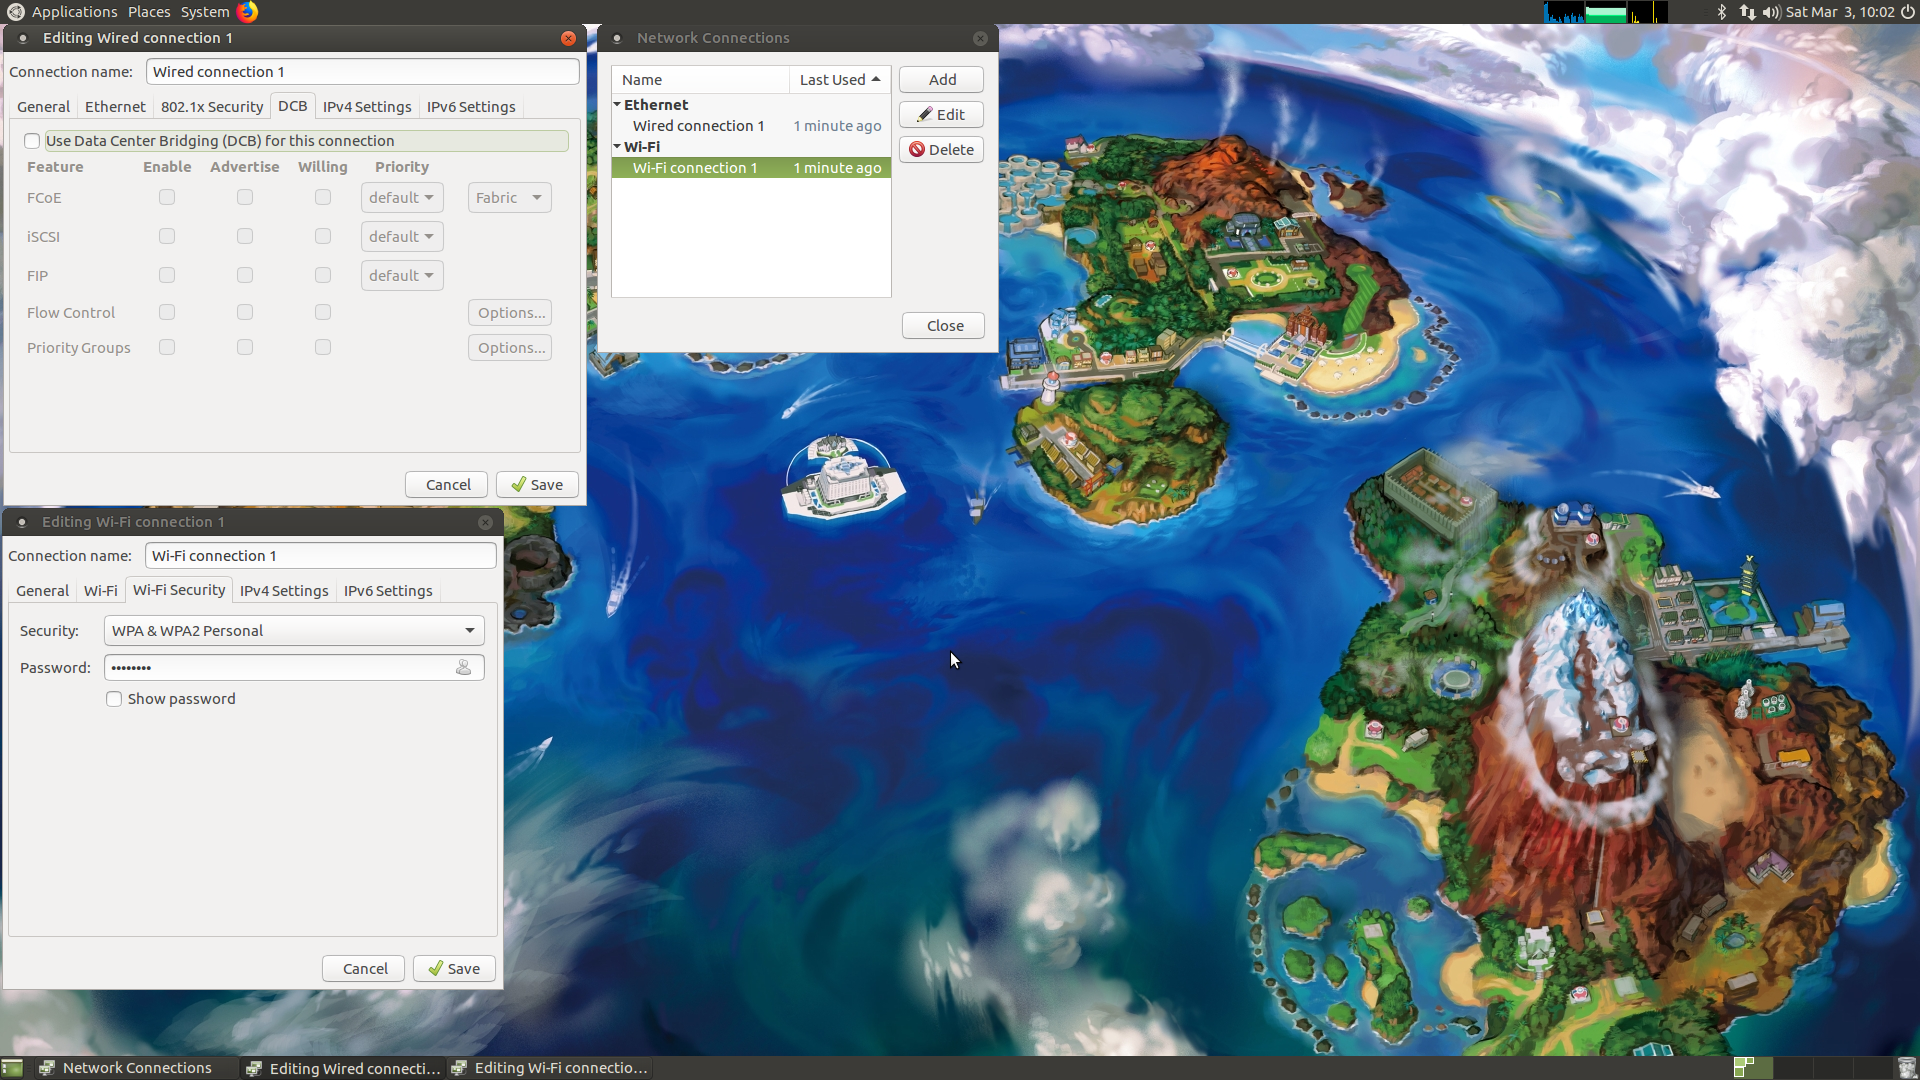 Applications Places System
Sat Mar 3, 10:02
Editing Wired connection 1
Connection name: Wired connection 1
General Ethernet 802.1x Security DCB IPv4 Settings IPv6 Settings
Use Data Center Bridging (DCB) for this connection
Feature Enable Advertise Willing Priority
FCoE default Fabric
iSCSI default
FIP default
Flow Control Options...
Priority Groups Options...
Cancel Save
Network Connections
Name Last Used
Add
Ethernet
Edit
Wired connection 1 1 minute ago
Wi-Fi
Delete
Wi-Fi connection 1 1 minute ago
Close
Editing Wi-Fi connection 1
Connection name: Wi-Fi connection 1
General Wi-Fi Wi-Fi Security IPv4 Settings IPv6 Settings
Security: WPA & WPA2 Personal
Password: ••••••••
Show password
Cancel Save
Network Connections
Editing Wired connecti...
Editing Wi-Fi connectio...